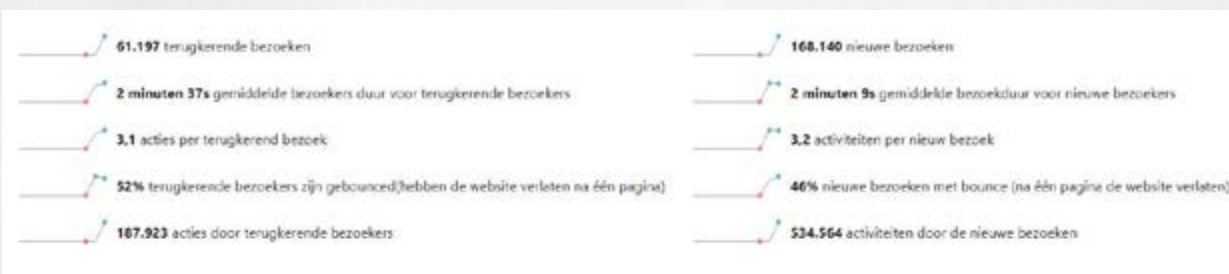 61.197 terugkerende bezoeken
2 minuten 37s gemiddelde bezoekers duur voor terugkerende bezoekers
3,1 acties per terugkerend bezoek
52% terugkerende bezoekers zijn gebounced(hebben de website verlaten na één pagina)
187.923 acties door terugkerende bezoekers
168.140 nieuwe bezoeken
2 minuten 9s gemiddelde bezoekduur voor nieuwe bezoekers
3,2 activiteiten per nieuw bezoek
46% nieuwe bezoeken met bounce (na één pagina de website verlaten)
534.564 activiteiten door de nieuwe bezoeken